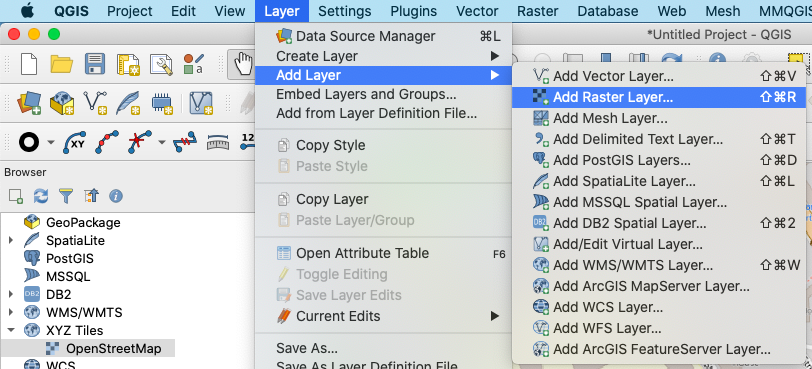 QGIS Project Edit View Layer Settings Plugins Vector Raster Database Web Mesh MMQGIS
*Untitled Project - QGIS
Data Source Manager ⌘L
Create Layer
Add Layer
Embed Layers and Groups...
Add from Layer Definition File...
Copy Style
Paste Style
Copy Layer
Paste Layer/Group
Open Attribute Table F6
Toggle Editing
Save Layer Edits
Current Edits
Save As...
Save As Layer Definition File...
Add Vector Layer... ⇧⌘V
Add Raster Layer... ⇧⌘R
Add Mesh Layer...
Add Delimited Text Layer... ⇧⌘T
Add PostGIS Layers... ⇧⌘D
Add SpatiaLite Layer... ⇧⌘L
Add MSSQL Spatial Layer...
Add DB2 Spatial Layer... ⇧⌘2
Add/Edit Virtual Layer...
Add WMS/WMTS Layer... ⇧⌘W
Add ArcGIS MapServer Layer...
Add WCS Layer...
Add WFS Layer...
Add ArcGIS FeatureServer Layer...
XY
123
Browser
GeoPackage
SpatiaLite
PostGIS
MSSQL
DB2 DB2
WMS/WMTS
XYZ Tiles
OpenStreetMap
WCS